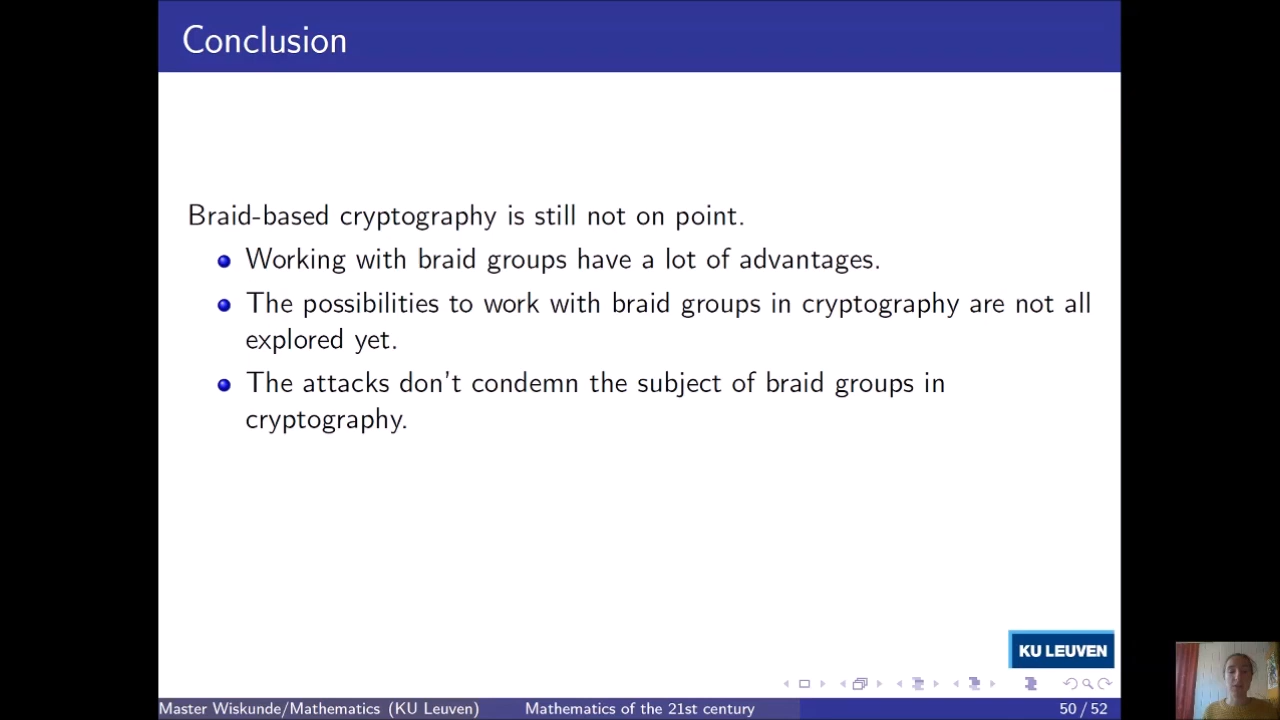 Conclusion
Braid-based cryptography is still not on point.
Working with braid groups have a lot of advantages.
The possibilities to work with braid groups in cryptography are not all
explored yet.
The attacks don't condemn the subject of braid groups in
cryptography.
KU LEUVEN
Master Wiskunde/Mathematics (KU Leuven)
Mathematics of the 21st century
50 / 52